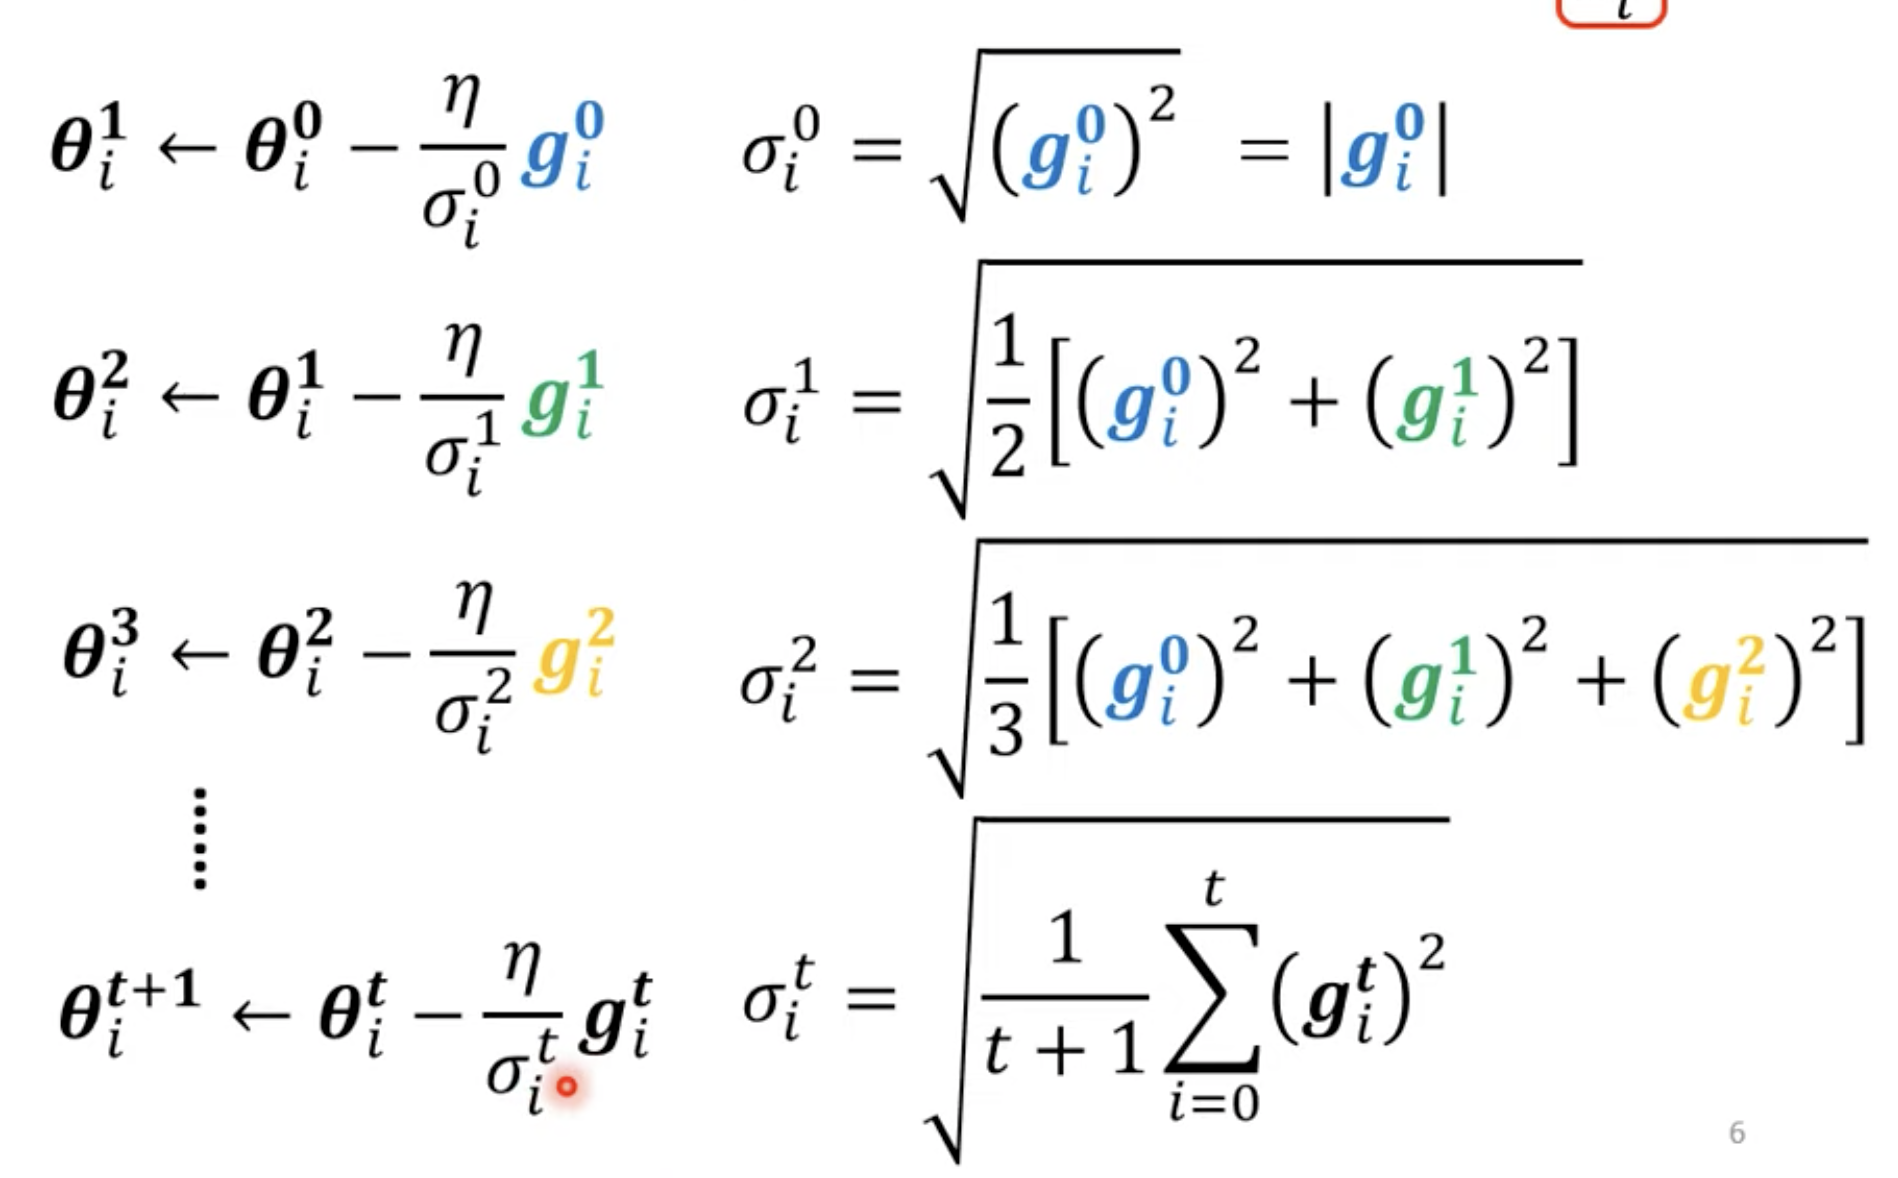 i
θ_i^1 ← θ_i^0 − η/σ_i^0 g_i^0    σ_i^0 = √((g_i^0)^2) = |g_i^0|
θ_i^2 ← θ_i^1 − η/σ_i^1 g_i^1    σ_i^1 = √(1/2 [(g_i^0)^2 + (g_i^1)^2])
θ_i^3 ← θ_i^2 − η/σ_i^2 g_i^2    σ_i^2 = √(1/3 [(g_i^0)^2 + (g_i^1)^2 + (g_i^2)^2])
⋮
θ_i^{t+1} ← θ_i^t − η/σ_i^t g_i^t    σ_i^t = √(1/(t + 1) ∑_{i=0}^{t} (g_i^t)^2)
6